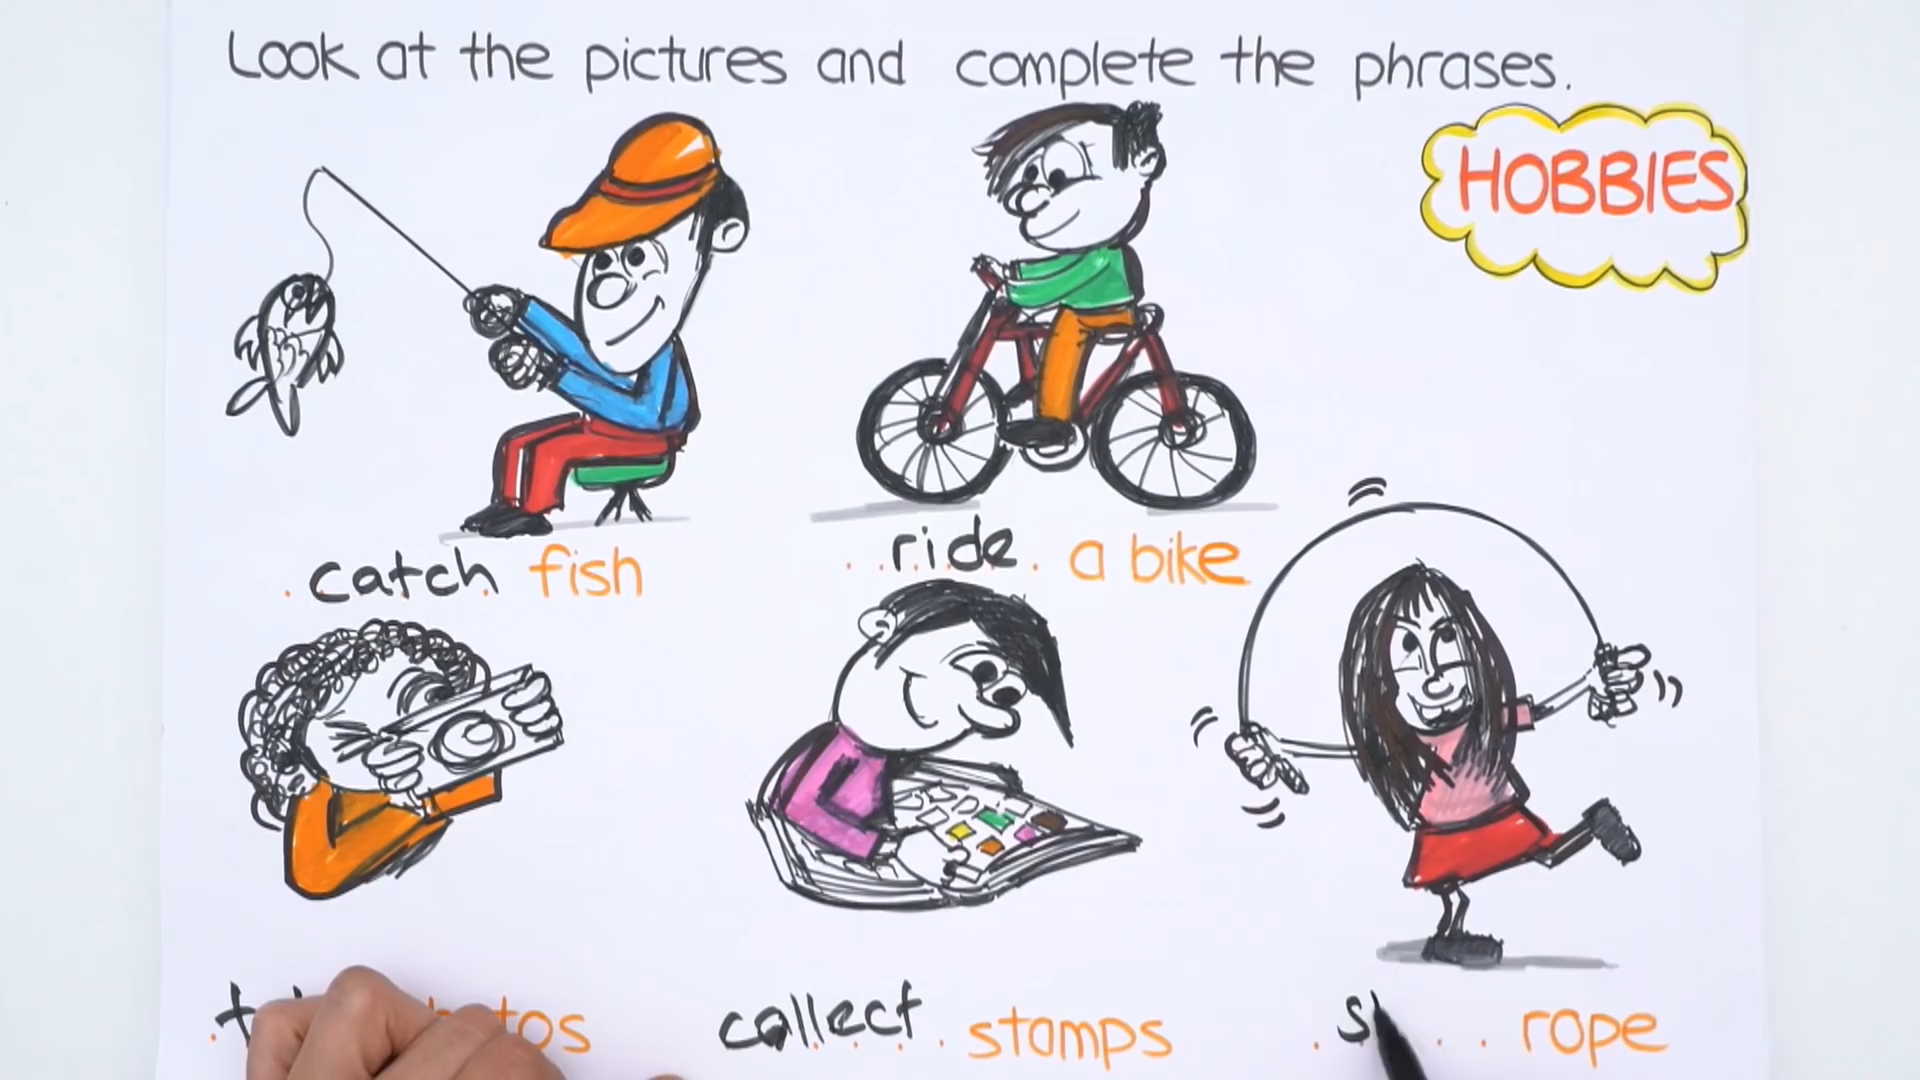 Look at the pictures and complete the phrases.
HOBBIES
catch fish
ride a bike
collect stamps
rope